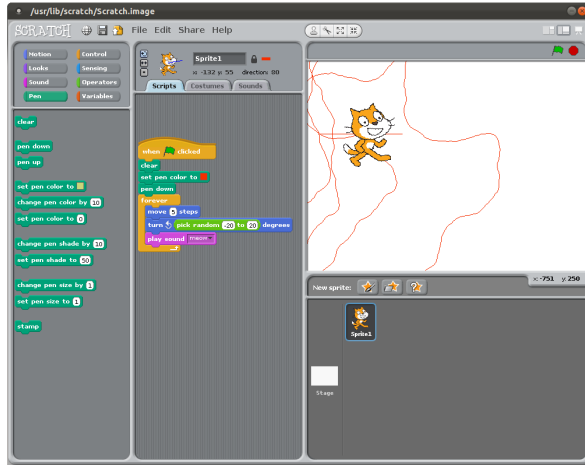 /usr/lib/scratch/Scratch.image
SCRATCH File Edit Share Help
Motion Control
Looks Sensing
Sound Operators
Pen Variables
clear
pen down
pen up
set pen color to
change pen color by 10
set pen color to 0
change pen shade by 10
set pen shade to 50
change pen size by 1
set pen size to 1
stamp
Sprite1
x: -132 y: 55 direction: 90
Scripts Costumes Sounds
when clicked
clear
set pen color to
pen down
forever
move 5 steps
turn pick random -20 to 20 degrees
play sound meow
x: -751 y: 250
New sprite:
Sprite1
Stage